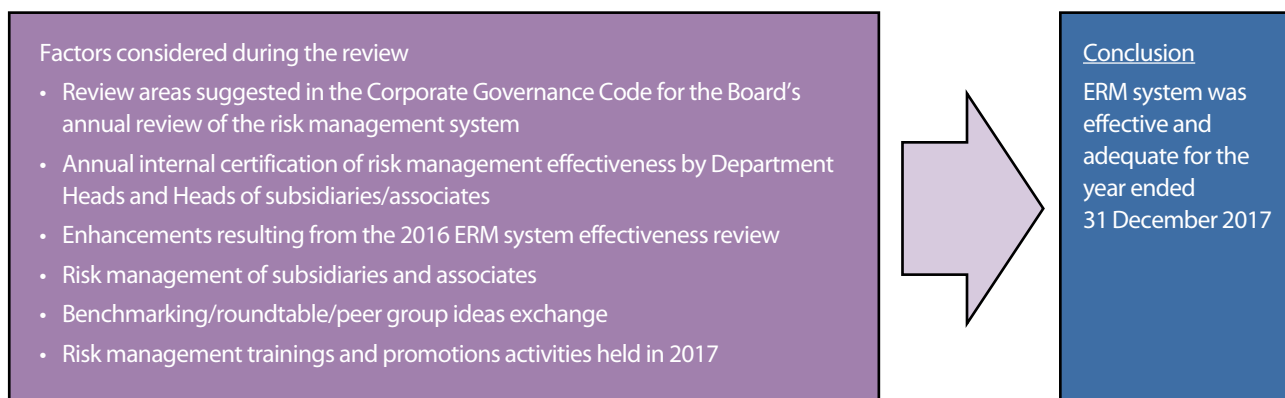 Factors considered during the review
• Review areas suggested in the Corporate Governance Code for the Board's
annual review of the risk management system
• Annual internal certification of risk management effectiveness by Department
Heads and Heads of subsidiaries/associates
• Enhancements resulting from the 2016 ERM system effectiveness review
• Risk management of subsidiaries and associates
• Benchmarking/roundtable/peer group ideas exchange
• Risk management trainings and promotions activities held in 2017
Conclusion
ERM system was
effective and
adequate for the
year ended
31 December 2017